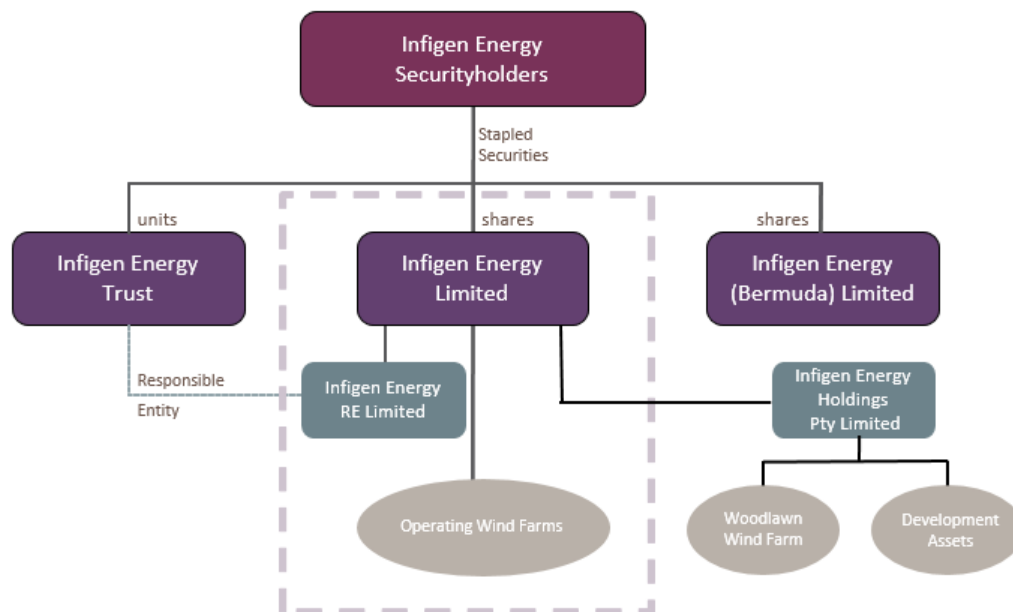 Infigen Energy
Securityholders
Stapled
Securities
units
shares
shares
Infigen Energy
Trust
Infigen Energy
Limited
Infigen Energy
(Bermuda) Limited
Responsible
Entity
Infigen Energy
RE Limited
Infigen Energy
Holdings
Pty Limited
Operating Wind Farms
Woodlawn
Wind Farm
Development
Assets